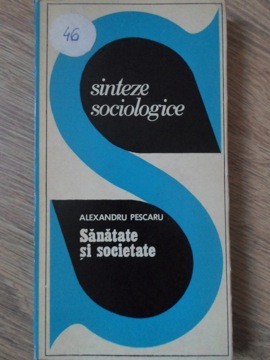 46
sinteze
sociologice
ALEXANDRU PESCARU
Sănătate
și societate